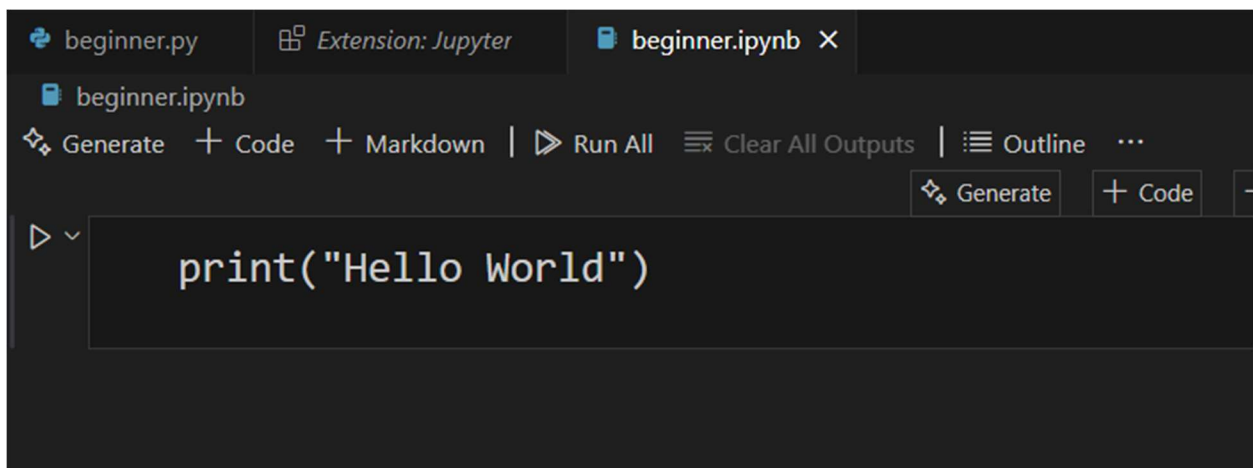 beginner.py Extension: Jupyter beginner.ipynb
beginner.ipynb
Generate + Code + Markdown | Run All Clear All Outputs | Outline ...
Generate + Code
print("Hello World")